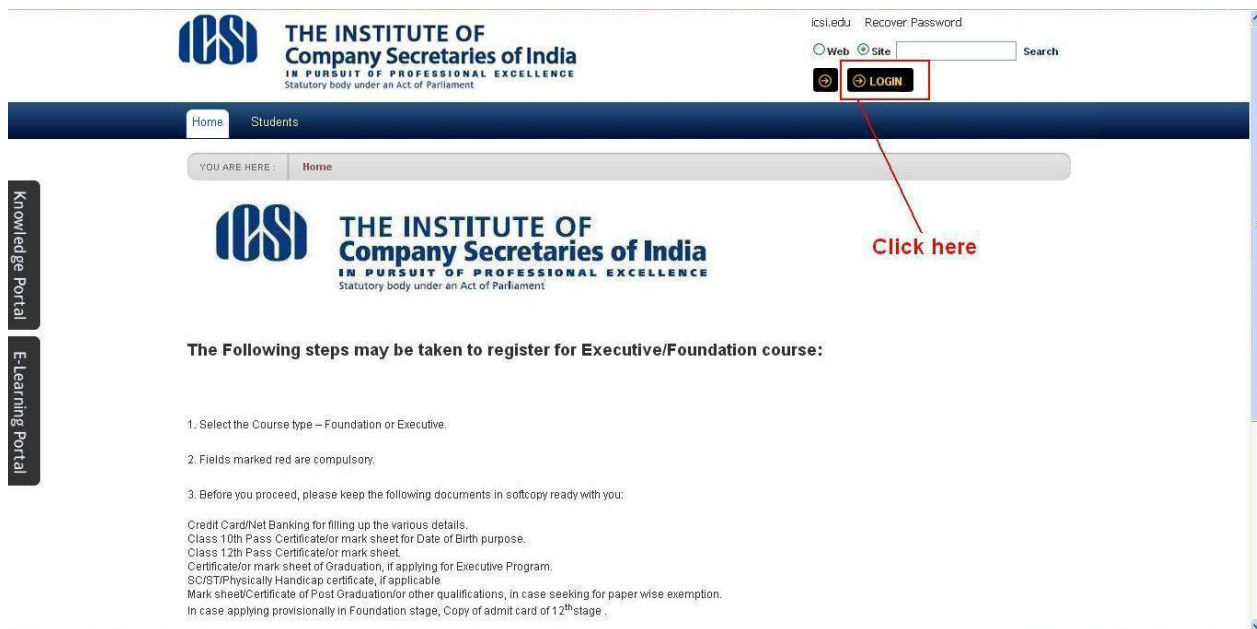 icsi.edu Recover Password
ICSI
THE INSTITUTE OF
Company Secretaries of India
IN PURSUIT OF PROFESSIONAL EXCELLENCE
Statutory body under an Act of Parliament
Web Site Search
LOGIN
Home Students
YOU ARE HERE : Home
Knowledge Portal
E-Learning Portal
ICSI
THE INSTITUTE OF
Company Secretaries of India
IN PURSUIT OF PROFESSIONAL EXCELLENCE
Statutory body under an Act of Parliament
Click here
The Following steps may be taken to register for Executive/Foundation course:
1. Select the Course type – Foundation or Executive.
2. Fields marked red are compulsory.
3. Before you proceed, please keep the following documents in softcopy ready with you:
Credit Card/Net Banking for filling up the various details.
Class 10th Pass Certificate/or mark sheet for Date of Birth purpose.
Class 12th Pass Certificate/or mark sheet.
Certificate/or mark sheet of Graduation, if applying for Executive Program.
SC/ST/Physically Handicap certificate, if applicable
Mark sheet/Certificate of Post Graduation/or other qualifications, in case seeking for paper wise exemption.
In case applying provisionally in Foundation stage, Copy of admit card of 12th stage .